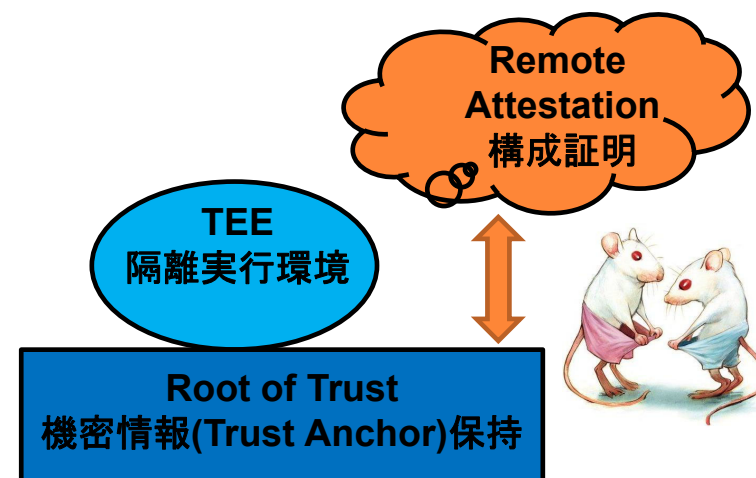 Remote
Attestation
構成証明
TEE
隔離実行環境
Root of Trust
機密情報(Trust Anchor)保持